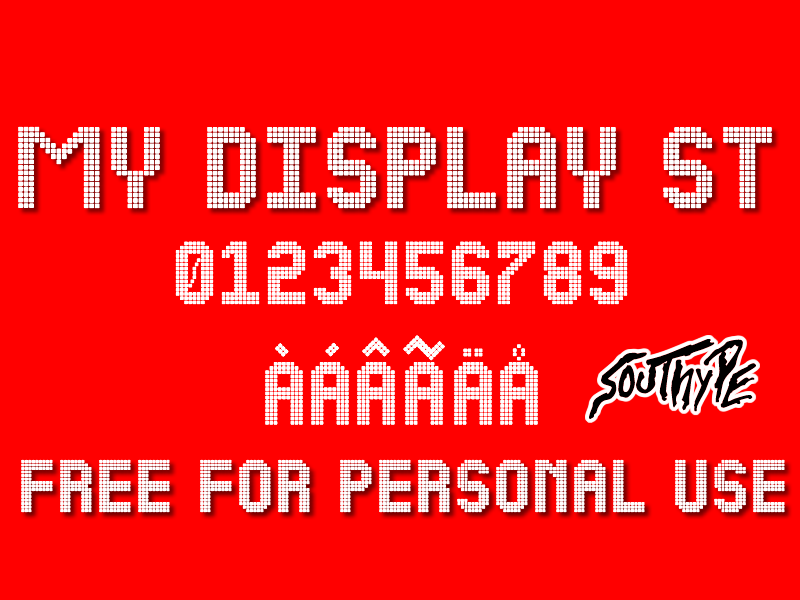 MY DISPLAY ST
0123456789
ÀÁÂÃÄÅ
SOUTHYPE
FREE FOR PERSONAL USE